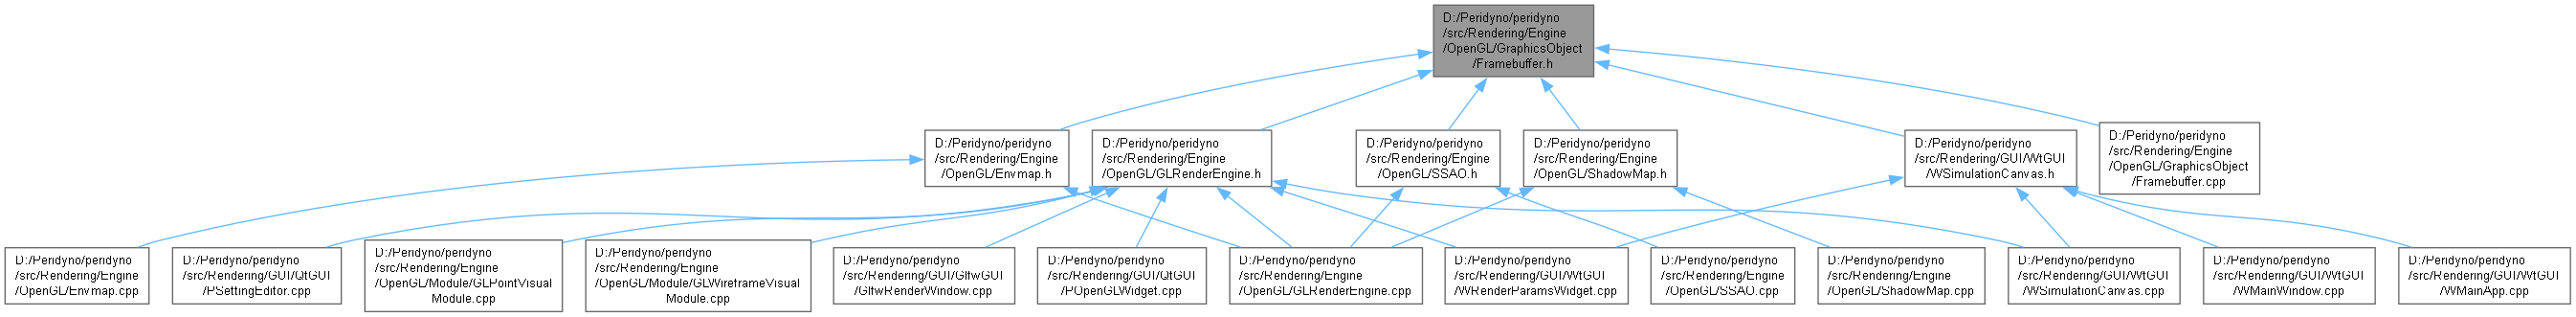 D:/Peridyno/peridyno
/src/Rendering/Engine
/OpenGL/GraphicsObject
/Framebuffer.h
D:/Peridyno/peridyno
/src/Rendering/Engine
/OpenGL/Envmap.h
D:/Peridyno/peridyno
/src/Rendering/Engine
/OpenGL/GLRenderEngine.h
D:/Peridyno/peridyno
/src/Rendering/Engine
/OpenGL/SSAO.h
D:/Peridyno/peridyno
/src/Rendering/Engine
/OpenGL/ShadowMap.h
D:/Peridyno/peridyno
/src/Rendering/GUI/WtGUI
/WSimulationCanvas.h
D:/Peridyno/peridyno
/src/Rendering/Engine
/OpenGL/GraphicsObject
/Framebuffer.cpp
D:/Peridyno/peridyno
/src/Rendering/Engine
/OpenGL/Envmap.cpp
D:/Peridyno/peridyno
/src/Rendering/GUI/QtGUI
/PSettingEditor.cpp
D:/Peridyno/peridyno
/src/Rendering/Engine
/OpenGL/Module/GLPointVisual
Module.cpp
D:/Peridyno/peridyno
/src/Rendering/Engine
/OpenGL/Module/GLWireframeVisual
Module.cpp
D:/Peridyno/peridyno
/src/Rendering/GUI/GlfwGUI
/GlfwRenderWindow.cpp
D:/Peridyno/peridyno
/src/Rendering/GUI/QtGUI
/POpenGLWidget.cpp
D:/Peridyno/peridyno
/src/Rendering/Engine
/OpenGL/GLRenderEngine.cpp
D:/Peridyno/peridyno
/src/Rendering/GUI/WtGUI
/WRenderParamsWidget.cpp
D:/Peridyno/peridyno
/src/Rendering/Engine
/OpenGL/SSAO.cpp
D:/Peridyno/peridyno
/src/Rendering/Engine
/OpenGL/ShadowMap.cpp
D:/Peridyno/peridyno
/src/Rendering/GUI/WtGUI
/WSimulationCanvas.cpp
D:/Peridyno/peridyno
/src/Rendering/GUI/WtGUI
/WMainWindow.cpp
D:/Peridyno/peridyno
/src/Rendering/GUI/WtGUI
/WMainApp.cpp